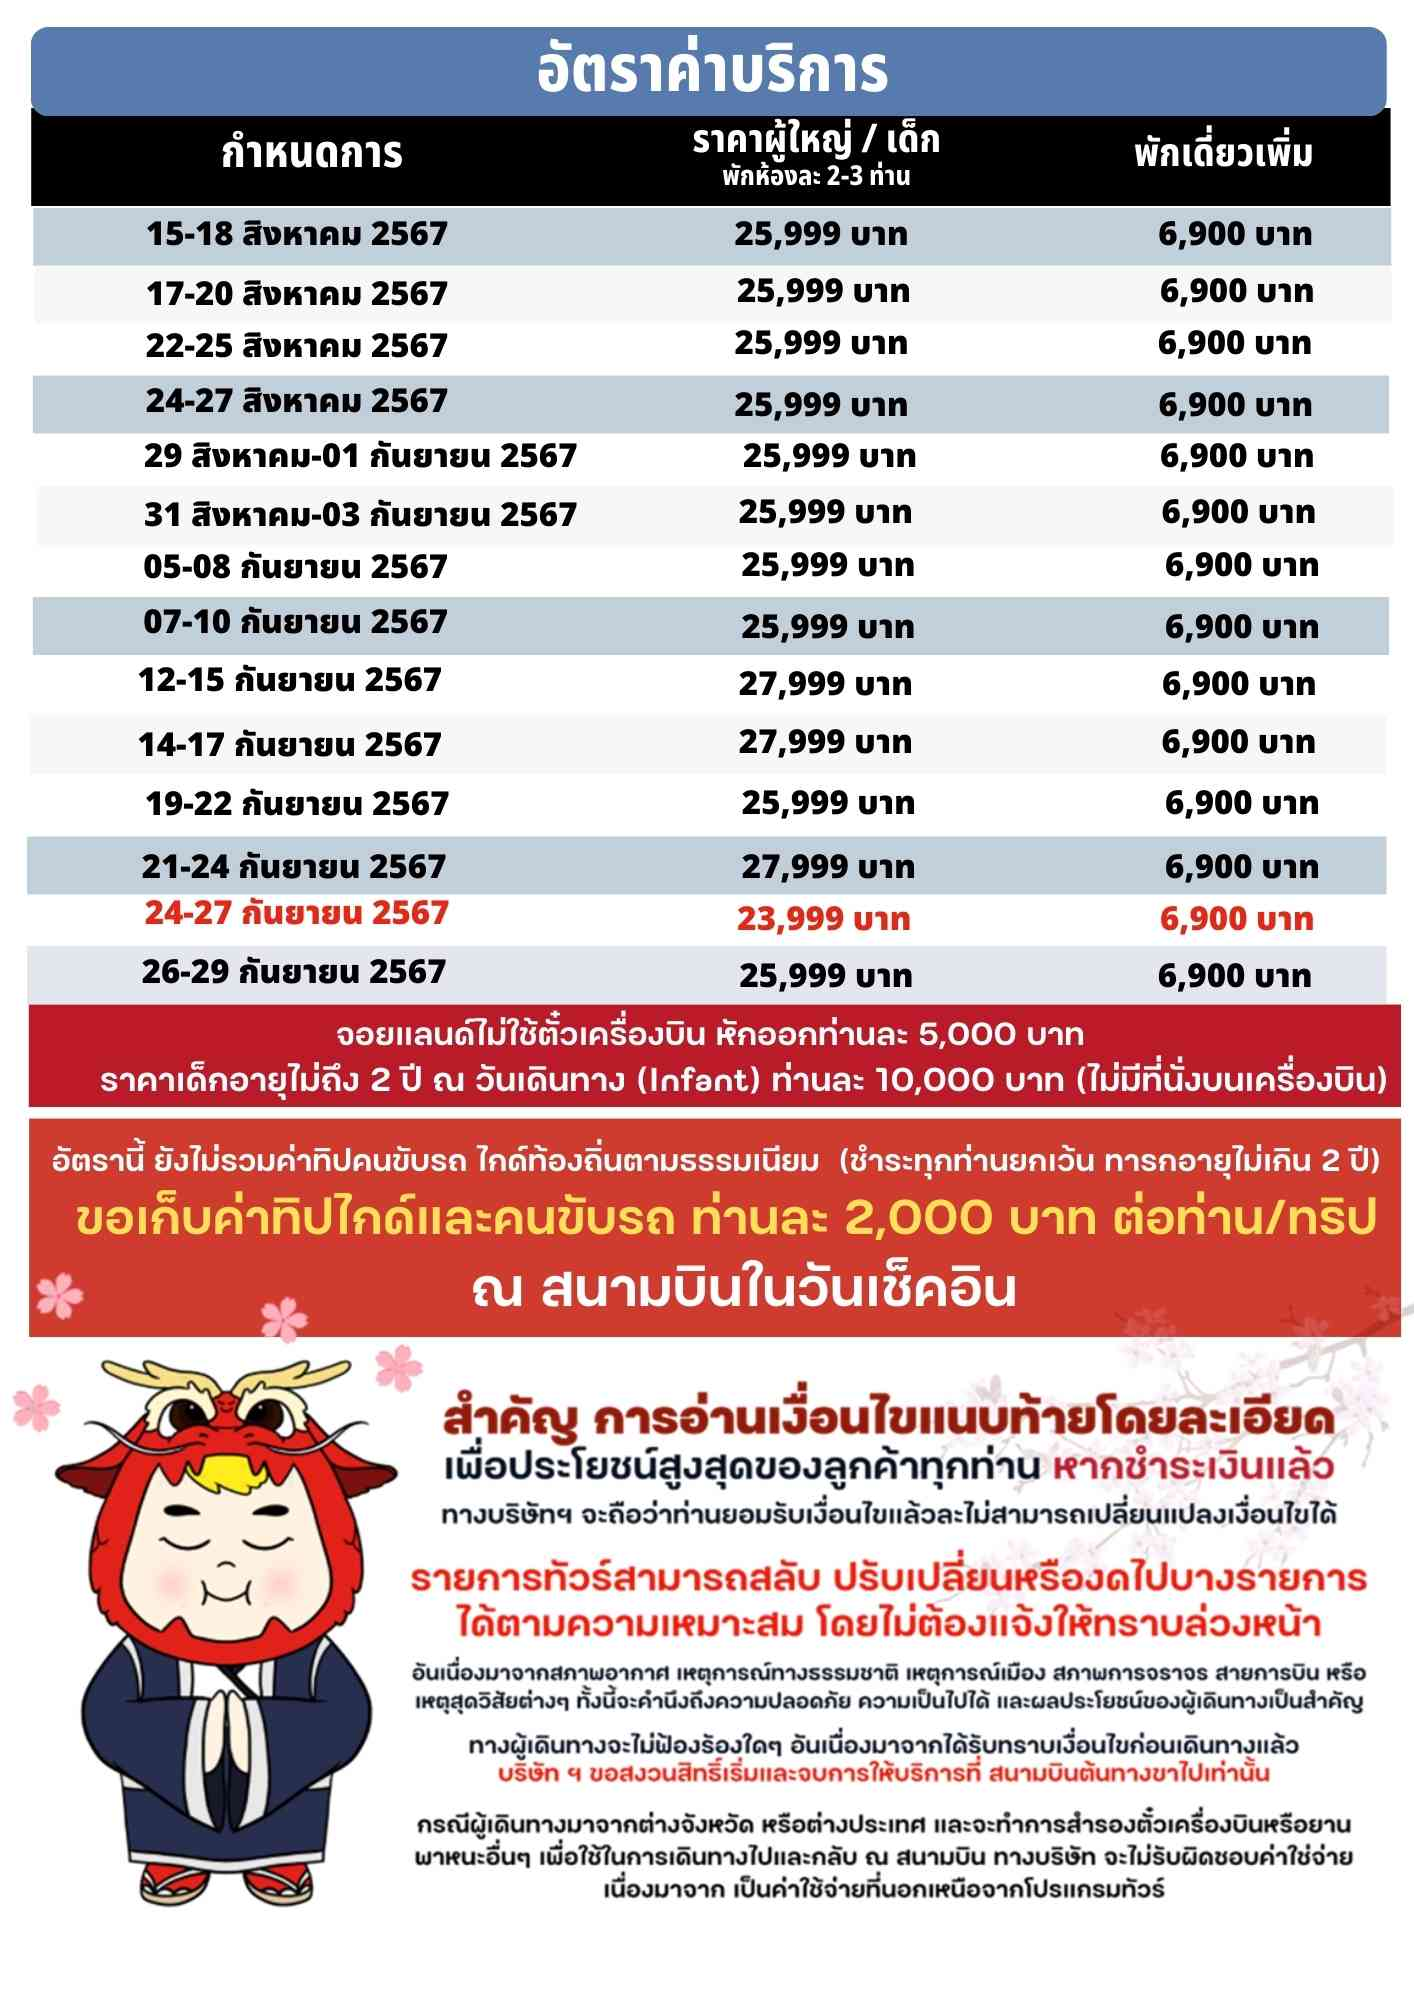 อัตราค่าบริการ
กำหนดการ ราคาผู้ใหญ่ / เด็ก พักเดี่ยวเพิ่ม
พักห้องละ 2-3 ท่าน
15-18 สิงหาคม 2567 25,999 บาท 6,900 บาท
17-20 สิงหาคม 2567 25,999 บาท 6,900 บาท
22-25 สิงหาคม 2567 25,999 บาท 6,900 บาท
24-27 สิงหาคม 2567 25,999 บาท 6,900 บาท
29 สิงหาคม-01 กันยายน 2567 25,999 บาท 6,900 บาท
31 สิงหาคม-03 กันยายน 2567 25,999 บาท 6,900 บาท
05-08 กันยายน 2567 25,999 บาท 6,900 บาท
07-10 กันยายน 2567 25,999 บาท 6,900 บาท
12-15 กันยายน 2567 27,999 บาท 6,900 บาท
14-17 กันยายน 2567 27,999 บาท 6,900 บาท
19-22 กันยายน 2567 25,999 บาท 6,900 บาท
21-24 กันยายน 2567 27,999 บาท 6,900 บาท
24-27 กันยายน 2567 23,999 บาท 6,900 บาท
26-29 กันยายน 2567 25,999 บาท 6,900 บาท
จอยแลนด์ไม่ใช้ตั๋วเครื่องบิน หักออกท่านละ 5,000 บาท
ราคาเด็กอายุไม่ถึง 2 ปี ณ วันเดินทาง (Infant) ท่านละ 10,000 บาท (ไม่มีที่นั่งบนเครื่องบิน)
อัตรานี้ ยังไม่รวมค่าทิปคนขับรถ ไกด์ท้องถิ่นตามธรรมเนียม (ชำระทุกท่านยกเว้น ทารกอายุไม่เกิน 2 ปี)
ขอเก็บค่าทิปไกด์และคนขับรถ ท่านละ 2,000 บาท ต่อท่าน/ทริป
ณ สนามบินในวันเช็คอิน
สำคัญ การอ่านเงื่อนไขแนบท้ายโดยละเอียด
เพื่อประโยชน์สูงสุดของลูกค้าทุกท่าน หากชำระเงินแล้ว
ทางบริษัทฯ จะถือว่าท่านยอมรับเงื่อนไขแล้วละไม่สามารถเปลี่ยนแปลงเงื่อนไขได้
รายการทัวร์สามารถสลับ ปรับเปลี่ยนหรืองดไปบางรายการ
ได้ตามความเหมาะสม โดยไม่ต้องแจ้งให้ทราบล่วงหน้า
อันเนื่องมาจากสภาพอากาศ เหตุการณ์ทางธรรมชาติ เหตุการณ์เมือง สภาพการจราจร สายการบิน หรือ
เหตุสุดวิสัยต่างๆ ทั้งนี้จะคำนึงถึงความปลอดภัย ความเป็นไปได้ และผลประโยชน์ของผู้เดินทางเป็นสำคัญ
ทางผู้เดินทางจะไม่ฟ้องร้องใดๆ อันเนื่องมาจากได้รับทราบเงื่อนไขก่อนเดินทางแล้ว
บริษัท ฯ ขอสงวนสิทธิ์เริ่มและจบการให้บริการที่ สนามบินต้นทางขาไปเท่านั้น
กรณีผู้เดินทางมาจากต่างจังหวัด หรือต่างประเทศ และจะทำการสำรองตั๋วเครื่องบินหรือยาน
พาหนะอื่นๆ เพื่อใช้ในการเดินทางไปและกลับ ณ สนามบิน ทางบริษัท จะไม่รับผิดชอบค่าใช่จ่าย
เนื่องมาจาก เป็นค่าใช้จ่ายที่นอกเหนือจากโปรแกรมทัวร์